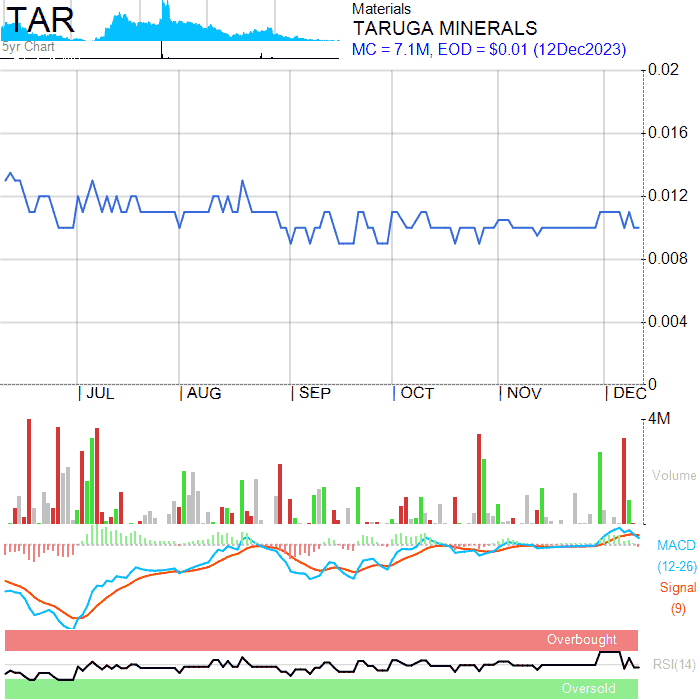 TAR
5yr Chart
Materials
TARUGA MINERALS
MC = 7.1M, EOD = $0.01 (12Dec2023)
0.02
0.016
0.012
0.008
0.004
0
JUL
AUG
SEP
OCT
NOV
DEC
4M
Volume
MACD
(12-26)
Signal
(9)
Overbought
RSI(14)
Oversold